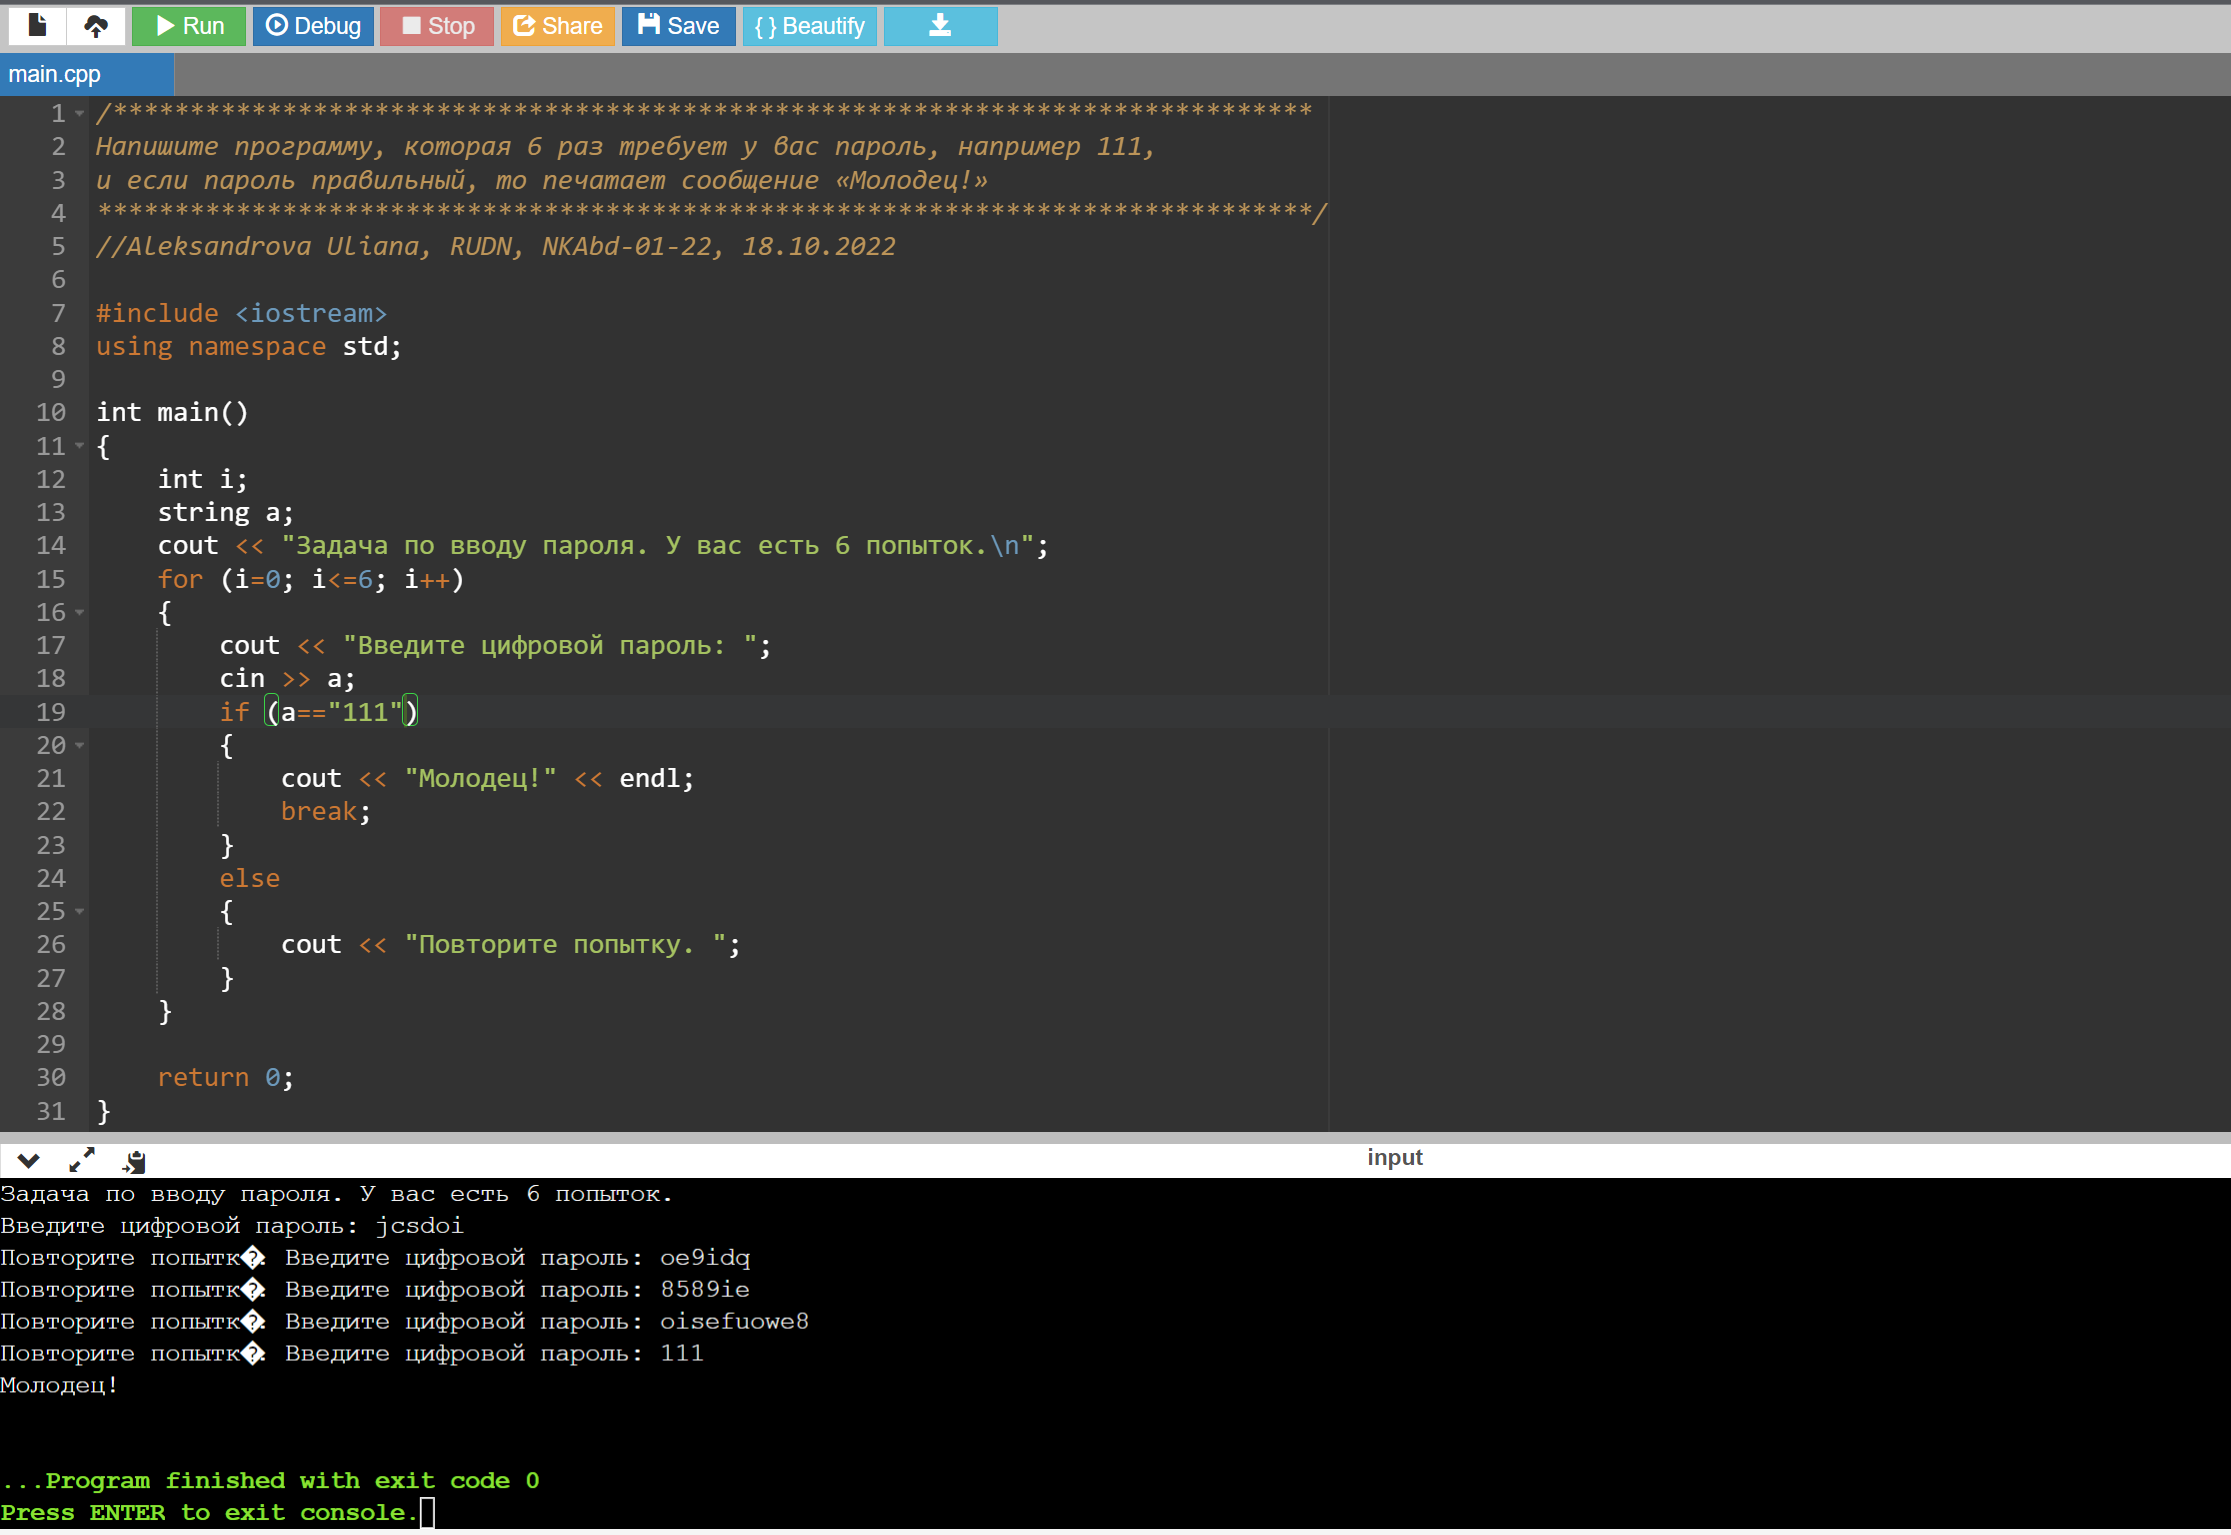 Run Debug Stop Share Save { } Beautify
main.cpp
1 /******************************************************************************
2 Напишите программу, которая 6 раз требует у вас пароль, например 111,
3 и если пароль правильный, то печатает сообщение «Молодец!»
4 *******************************************************************************/
5 //Aleksandrova Uliana, RUDN, NKAbd-01-22, 18.10.2022
6
7 #include <iostream>
8 using namespace std;
9
10 int main()
11 {
12     int i;
13     string a;
14     cout << "Задача по вводу пароля. У вас есть 6 попыток.\n";
15     for (i=0; i<=6; i++)
16     {
17         cout << "Введите цифровой пароль: ";
18         cin >> a;
19         if (a=="111")
20         {
21             cout << "Молодец!" << endl;
22             break;
23         }
24         else
25         {
26             cout << "Повторите попытку. ";
27         }
28     }
29
30     return 0;
31 }
input
Задача по вводу пароля. У вас есть 6 попыток.
Введите цифровой пароль: jcsdoi
Повторите попытк�. Введите цифровой пароль: oe9idq
Повторите попытк�. Введите цифровой пароль: 8589ie
Повторите попытк�. Введите цифровой пароль: oisefuowe8
Повторите попытк�. Введите цифровой пароль: 111
Молодец!
...Program finished with exit code 0
Press ENTER to exit console.